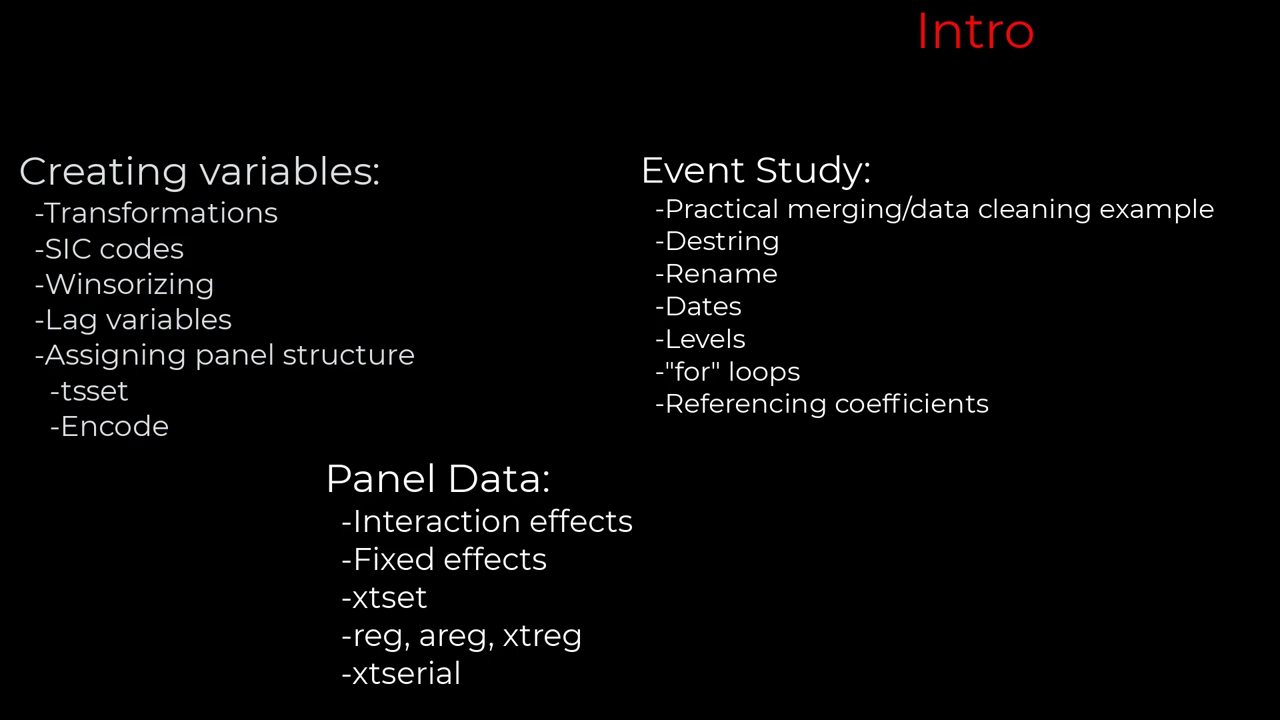 Intro
Creating variables:
-Transformations
-SIC codes
-Winsorizing
-Lag variables
-Assigning panel structure
-tsset
-Encode
Event Study:
-Practical merging/data cleaning example
-Destring
-Rename
-Dates
-Levels
-"for" loops
-Referencing coefficients
Panel Data:
-Interaction effects
-Fixed effects
-xtset
-reg, areg, xtreg
-xtserial